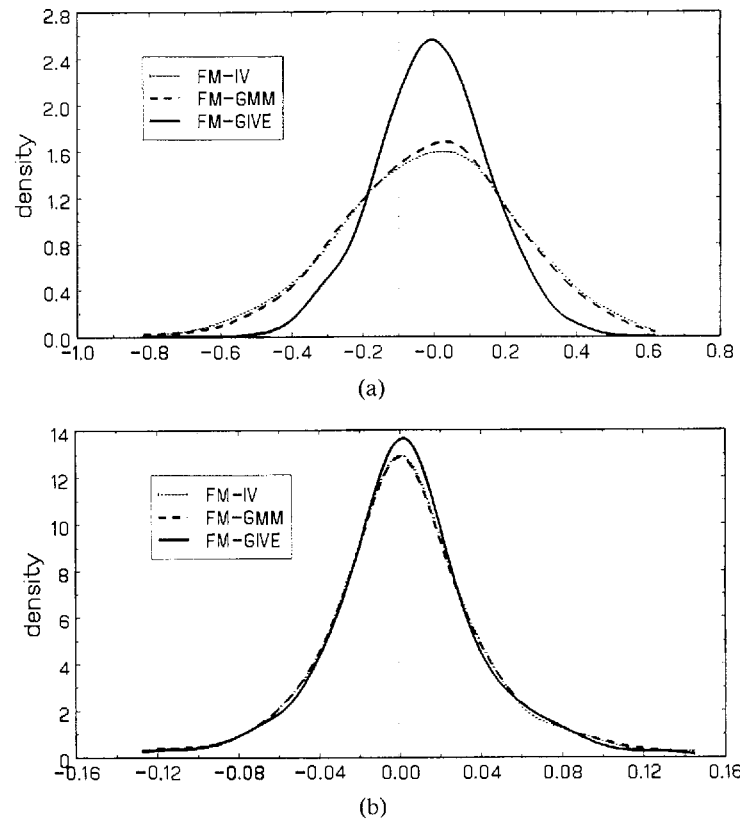 2.8
2.4
2.0
1.6
1.2
0.8
0.4
0.0
density
FM-IV
FM-GMM
FM-GIVE
-1.0 -0.8 -0.6 -0.4 -0.2 -0.0 0.2 0.4 0.6 0.8
(a)
14
12
10
8
6
4
2
0
density
FM-IV
FM-GMM
FM-GIVE
-0.16 -0.12 -0.08 -0.04 0.00 0.04 0.08 0.12 0.16
(b)